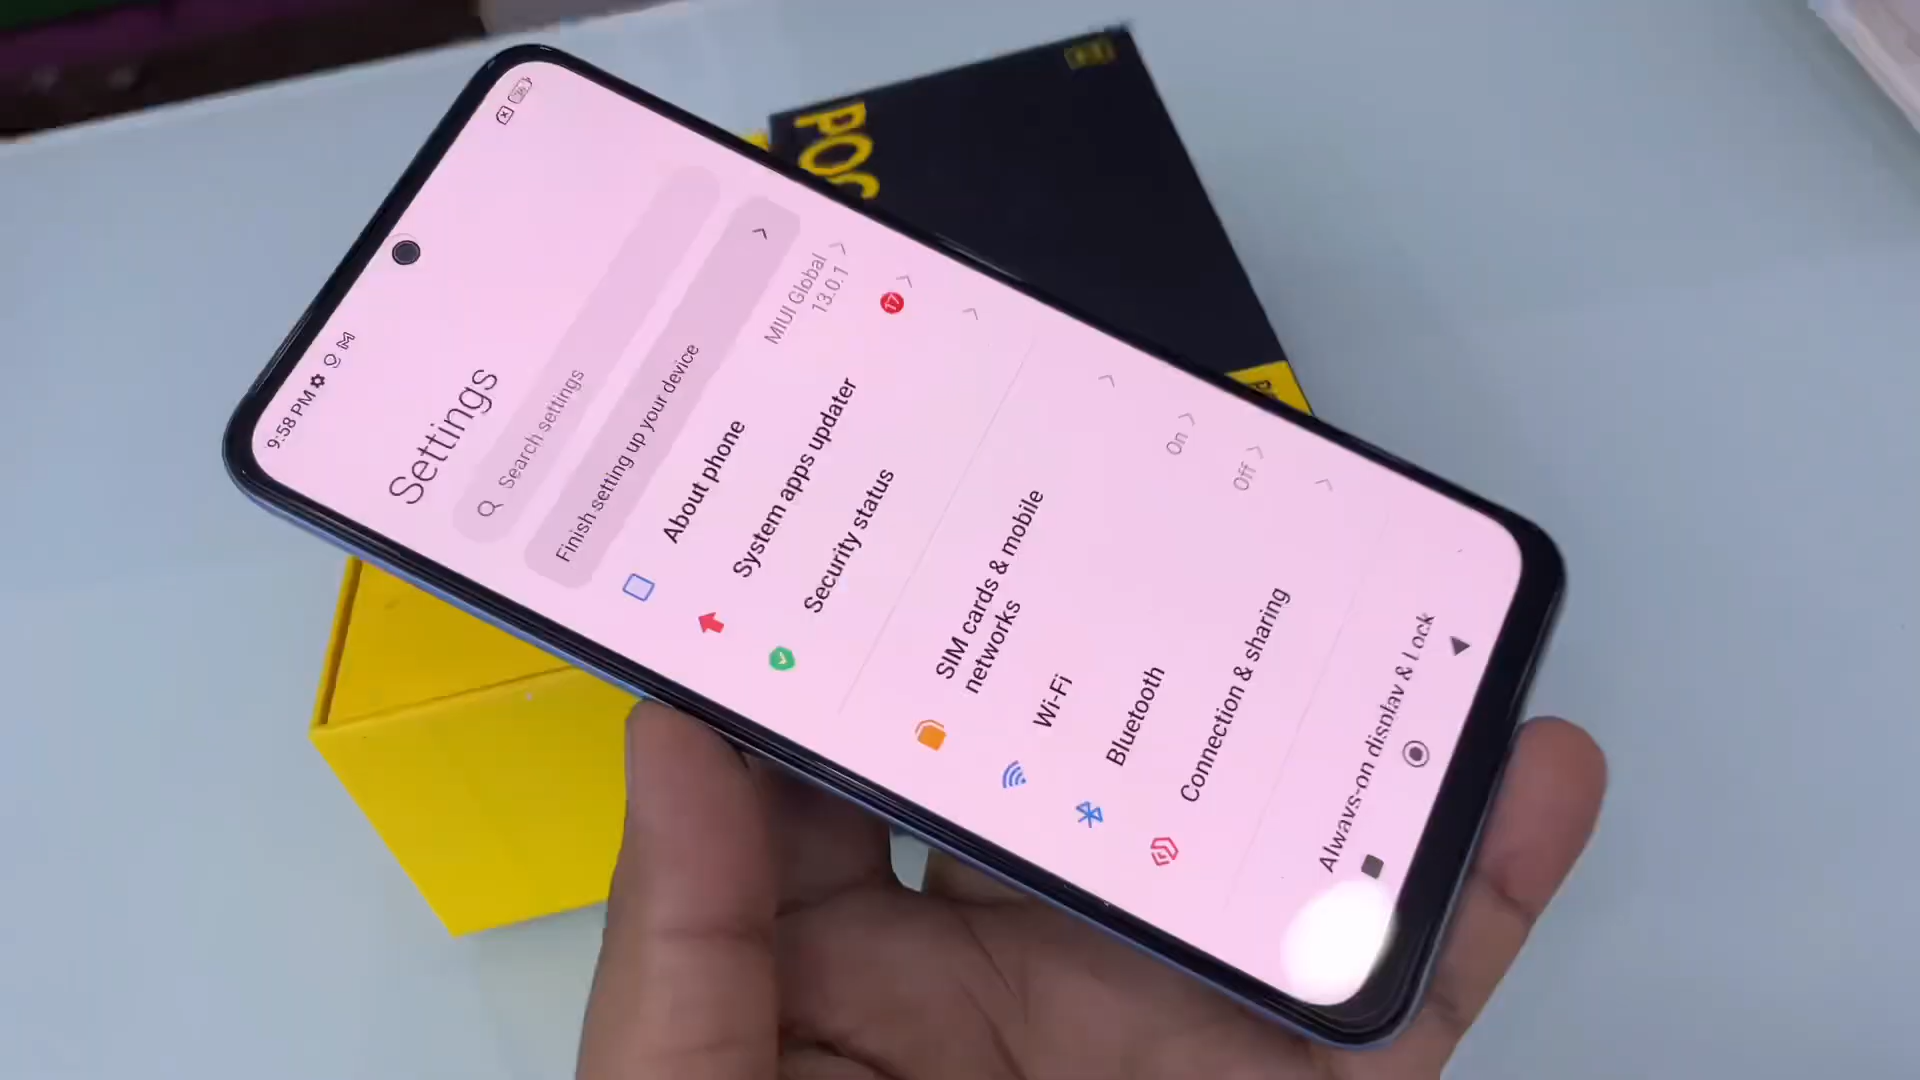 9:58 PM
Settings
Search settings
Finish setting up your device
About phone
MIUI Global
13.0.1
System apps updater
17
Security status
SIM cards & mobile
networks
Wi-Fi
On
Bluetooth
Off
Connection & sharing
Always-on display & Lock
POC